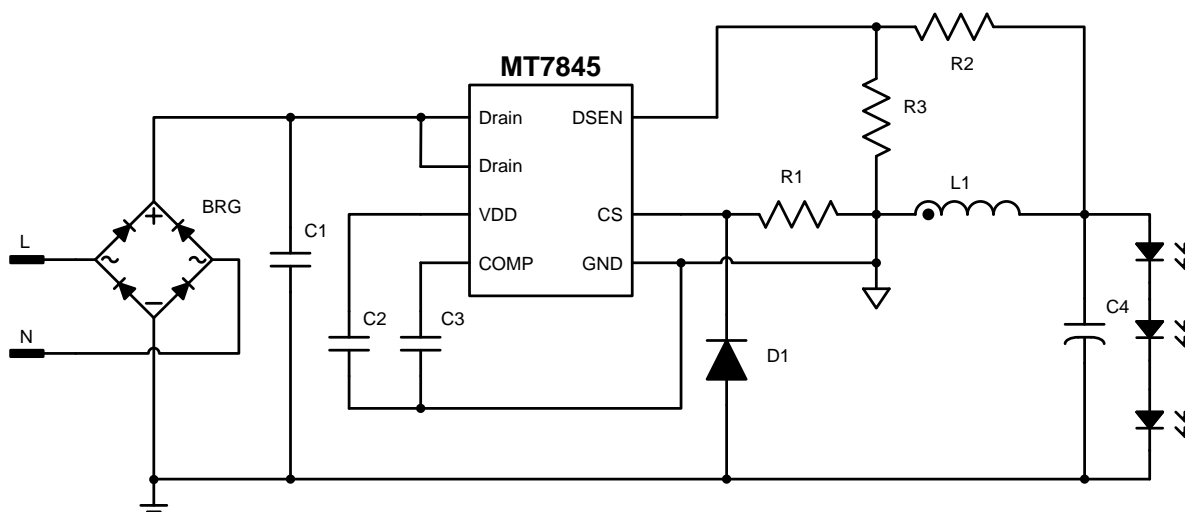 MT7845
R2
Drain
DSEN
R3
Drain
R1
L1
BRG
VDD
CS
C1
L
COMP
GND
C2
C3
C4
N
D1